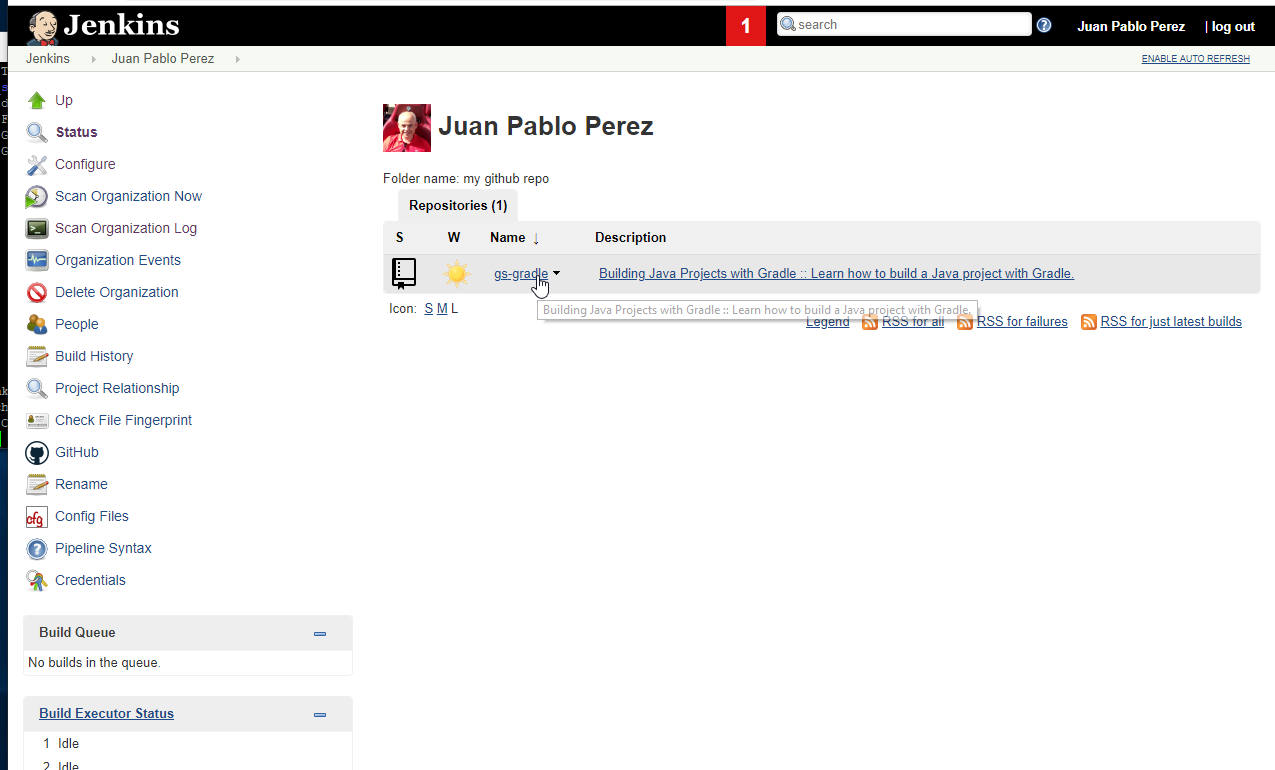 Jenkins
1
search
Juan Pablo Perez
| log out
Jenkins
Juan Pablo Perez
ENABLE AUTO REFRESH
Up
Status
Configure
Scan Organization Now
Scan Organization Log
Organization Events
Delete Organization
People
Build History
Project Relationship
Check File Fingerprint
GitHub
Rename
cfg
Config Files
Pipeline Syntax
Credentials
Build Queue
No builds in the queue.
Build Executor Status
1 Idle
2 Idle
Juan Pablo Perez
Folder name: my github repo
Repositories (1)
S W Name ↓ Description
gs-gradle Building Java Projects with Gradle :: Learn how to build a Java project with Gradle.
Icon: S M L
Building Java Projects with Gradle :: Learn how to build a Java project with Gradle.
Legend RSS for all RSS for failures RSS for just latest builds